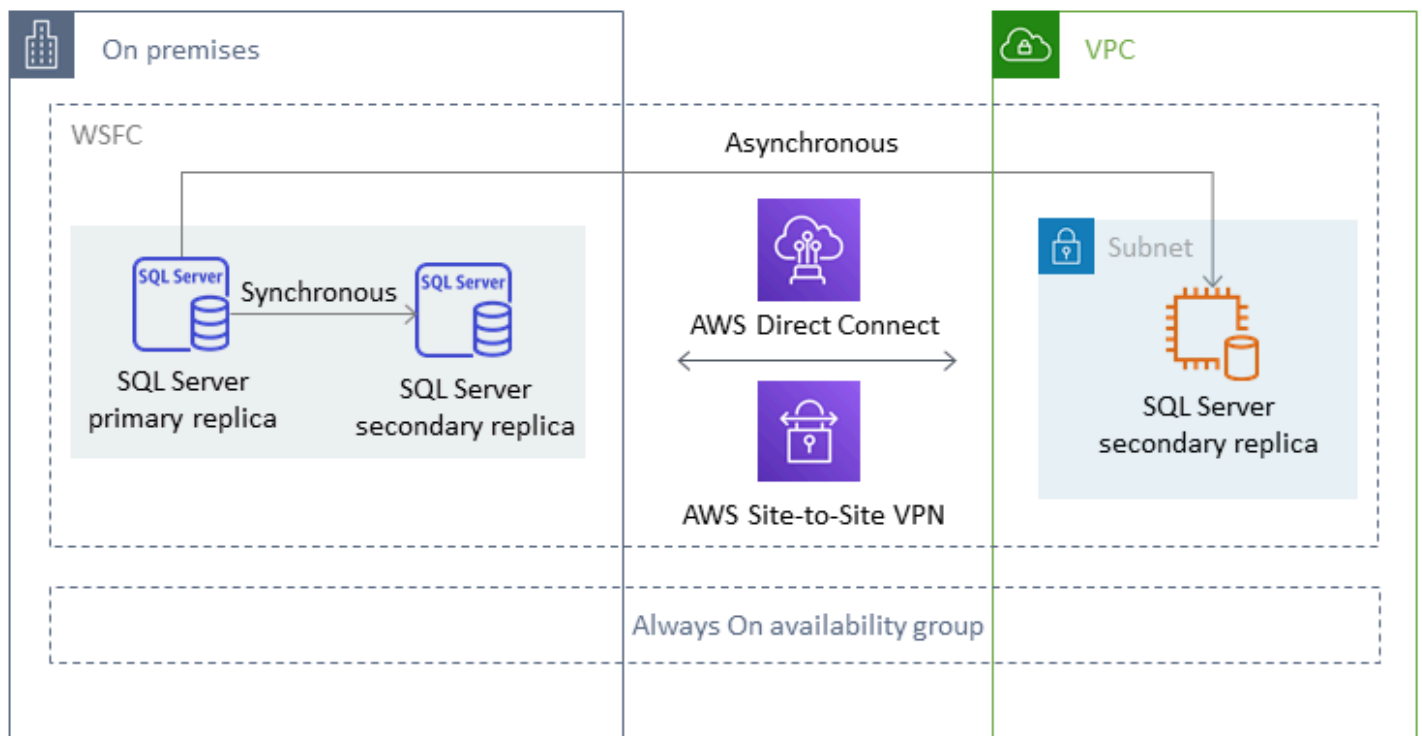 On premises
VPC
WSFC
Asynchronous
Subnet
SQL Server
Synchronous
SQL Server
AWS Direct Connect
SQL Server
primary replica
SQL Server
secondary replica
SQL Server
secondary replica
AWS Site-to-Site VPN
Always On availability group